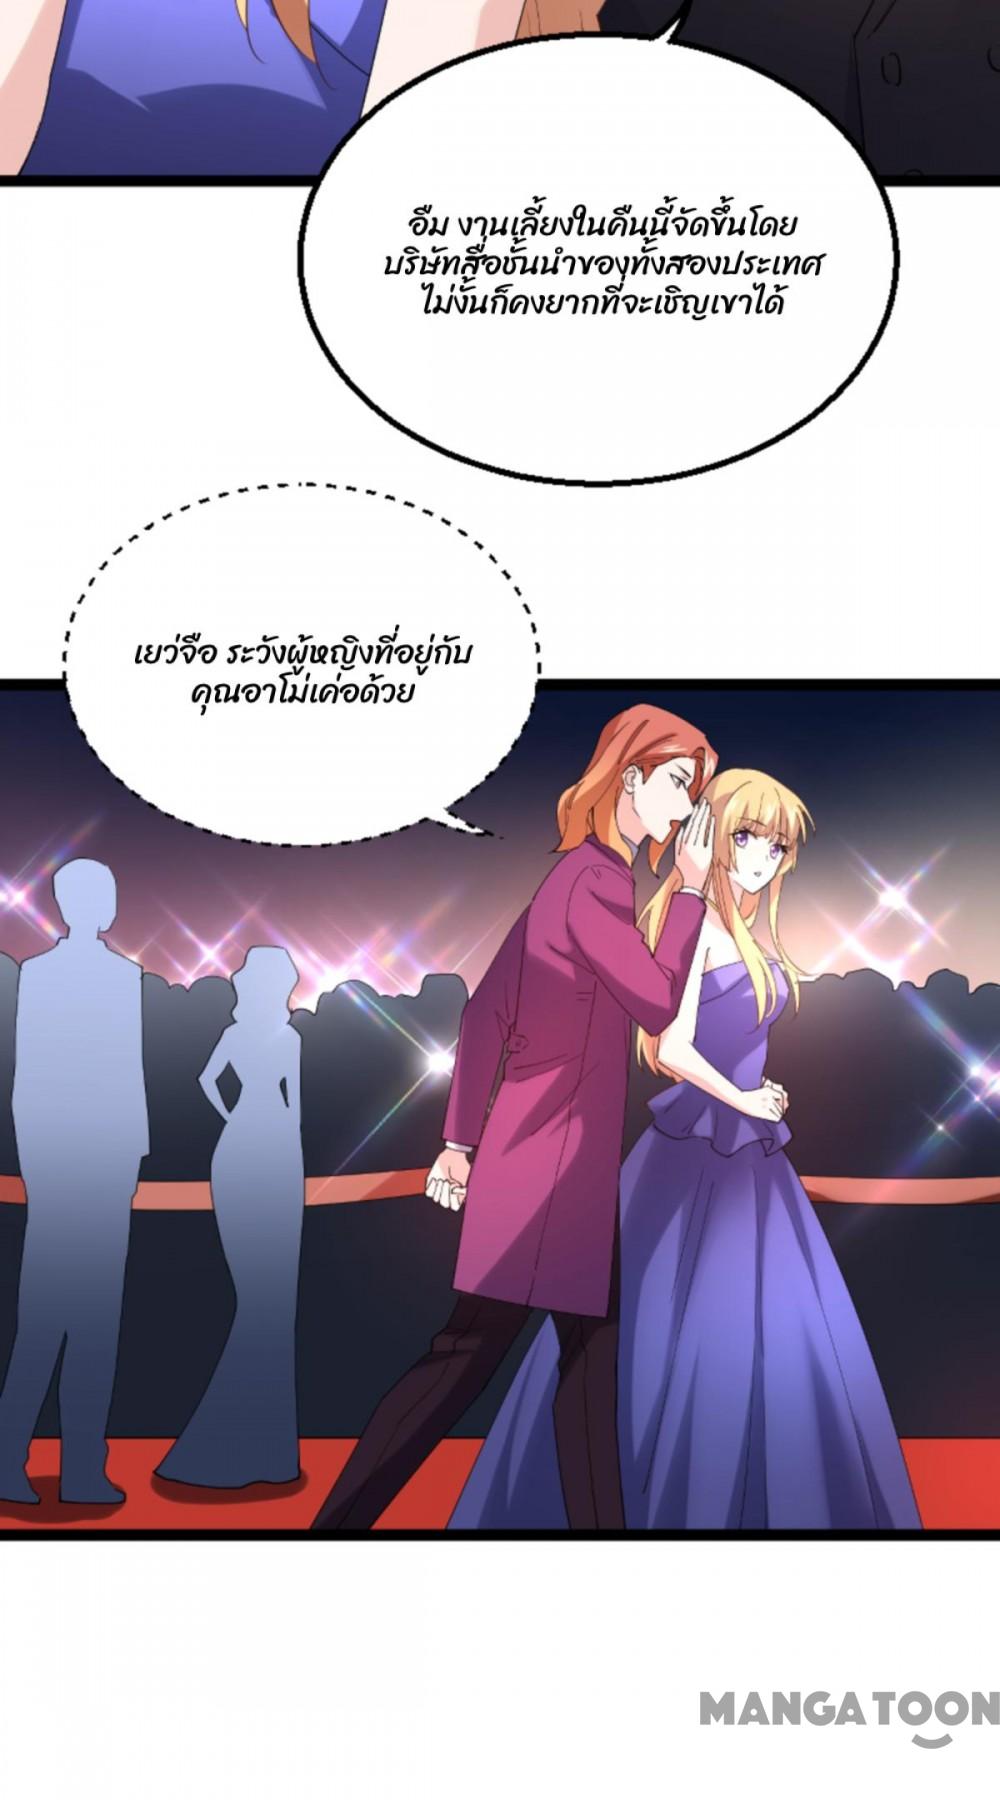 อืม งานเลี้ยงในคืนนี้จัดขึ้นโดย
บริษัทสื่อชั้นนำของทั้งสองประเทศ
ไม่งั้นก็คงยากที่จะเชิญเขาได้
เยว่จือ ระวังผู้หญิงที่อยู่กับ
คุณอาโม่เค่อด้วย
MANGATOON